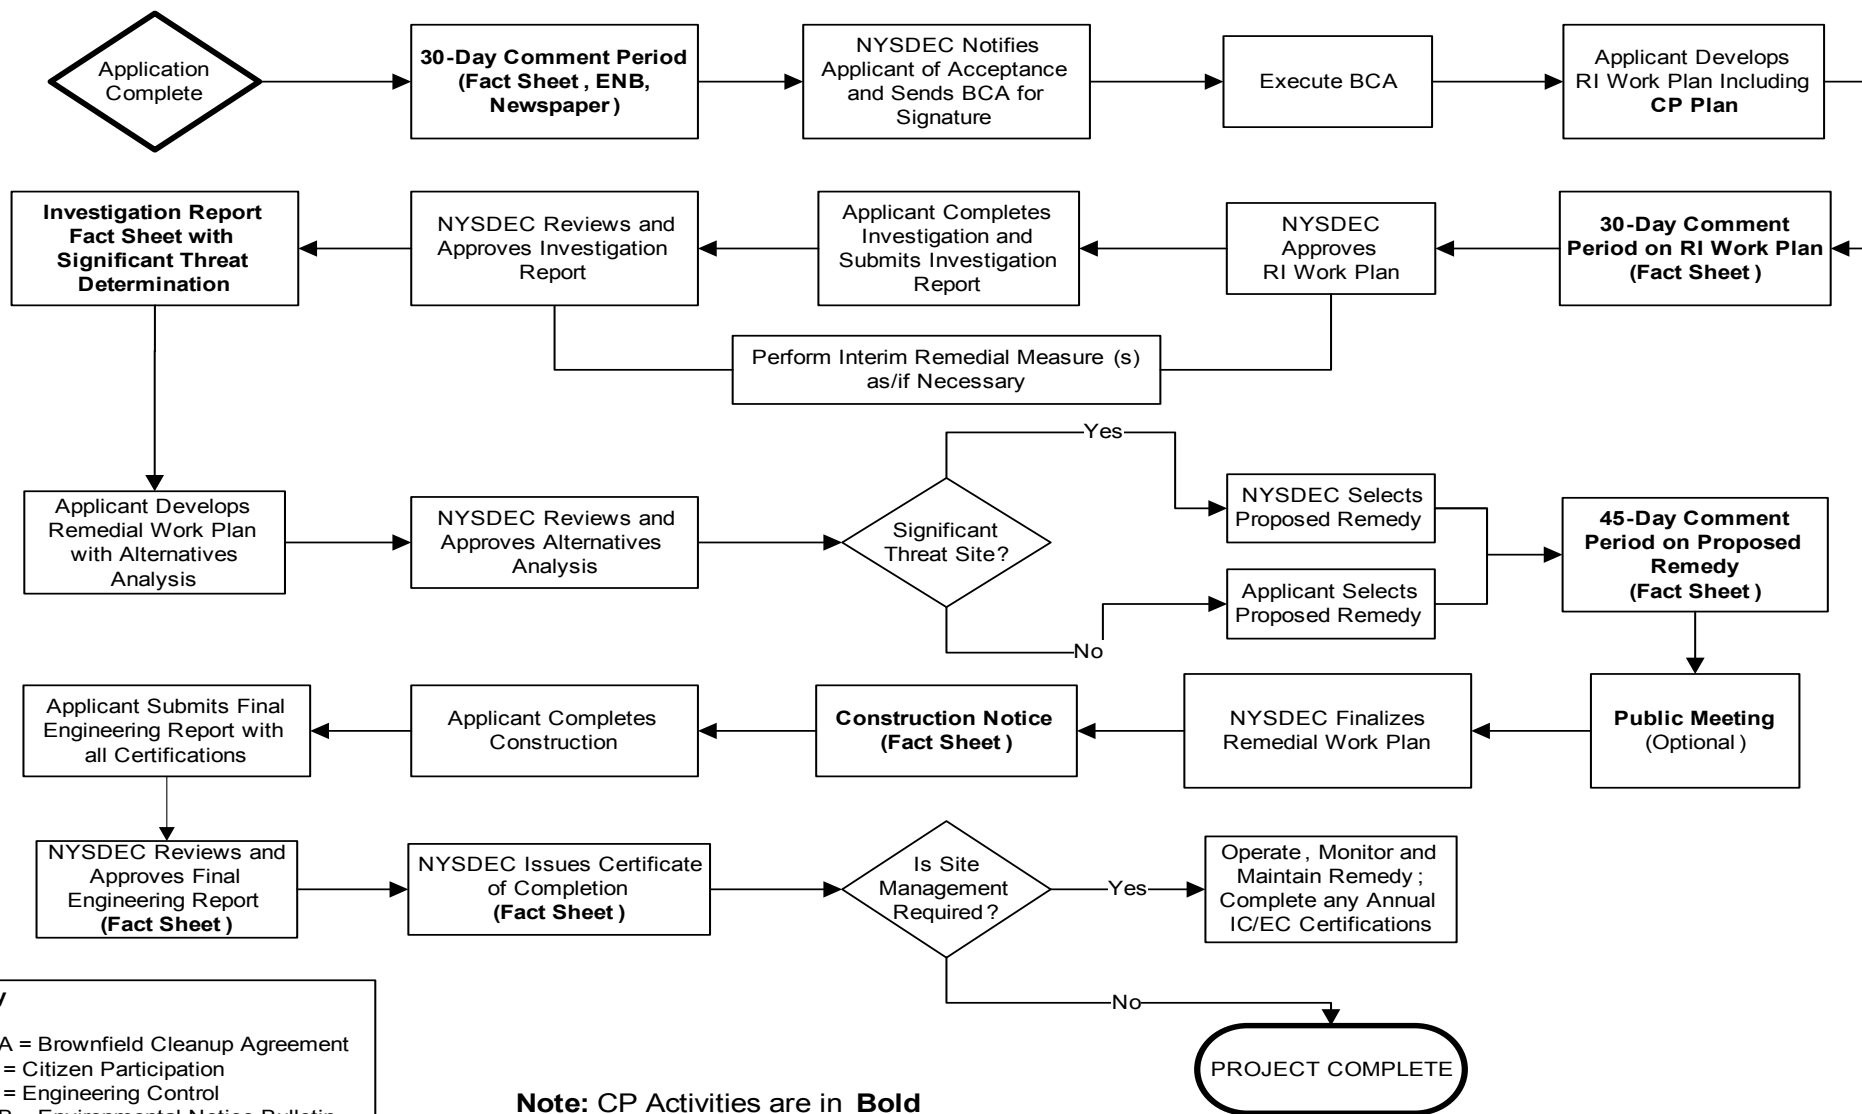 Application
Complete
30-Day Comment Period
(Fact Sheet , ENB,
Newspaper )
NYSDEC Notifies
Applicant of Acceptance
and Sends BCA for
Signature
Execute BCA
Applicant Develops
RI Work Plan Including
CP Plan
Investigation Report
Fact Sheet with
Significant Threat
Determination
NYSDEC Reviews and
Approves Investigation
Report
Applicant Completes
Investigation and
Submits Investigation
Report
NYSDEC
Approves
RI Work Plan
30-Day Comment
Period on RI Work Plan
(Fact Sheet )
Perform Interim Remedial Measure (s)
as/if Necessary
Yes
Applicant Develops
Remedial Work Plan
with Alternatives
Analysis
NYSDEC Reviews and
Approves Alternatives
Analysis
Significant
Threat Site?
NYSDEC Selects
Proposed Remedy
Applicant Selects
Proposed Remedy
45-Day Comment
Period on Proposed
Remedy
(Fact Sheet )
No
Applicant Submits Final
Engineering Report with
all Certifications
Applicant Completes
Construction
Construction Notice
(Fact Sheet )
NYSDEC Finalizes
Remedial Work Plan
Public Meeting
(Optional )
NYSDEC Reviews and
Approves Final
Engineering Report
(Fact Sheet )
NYSDEC Issues Certificate
of Completion
(Fact Sheet )
Is Site
Management
Required?
Yes
Operate , Monitor and
Maintain Remedy ;
Complete any Annual
IC/EC Certifications
No
PROJECT COMPLETE
A = Brownfield Cleanup Agreement
= Citizen Participation
= Engineering Control
= Environmental Notice Bulletin
Note: CP Activities are in Bold